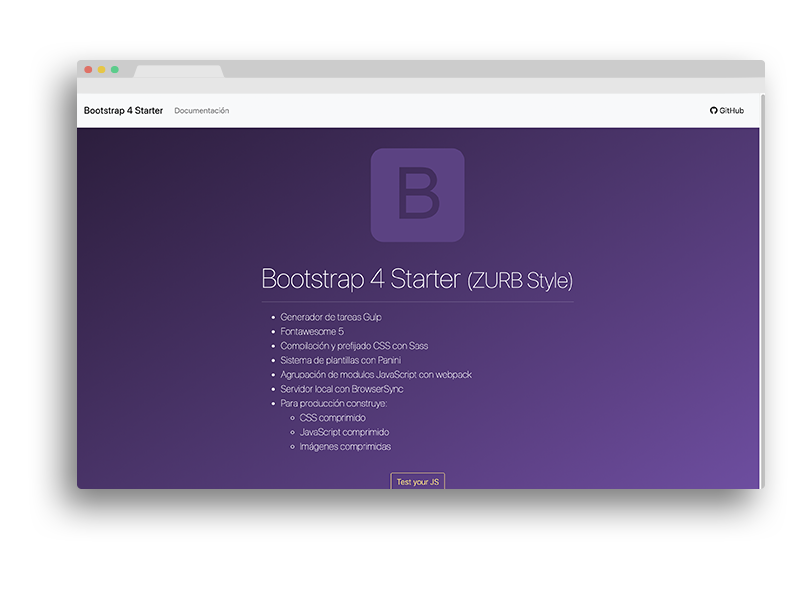 Bootstrap 4 Starter Documentación GitHub
B
Bootstrap 4 Starter (ZURB Style)
Generador de tareas Gulp
Fontawesome 5
Compilación y prefijado CSS con Sass
Sistema de plantillas con Panini
Agrupación de modulos JavaScript con webpack
Servidor local con BrowserSync
Para producción construye:
CSS comprimido
JavaScript comprimido
Imágenes comprimidas
Test your JS